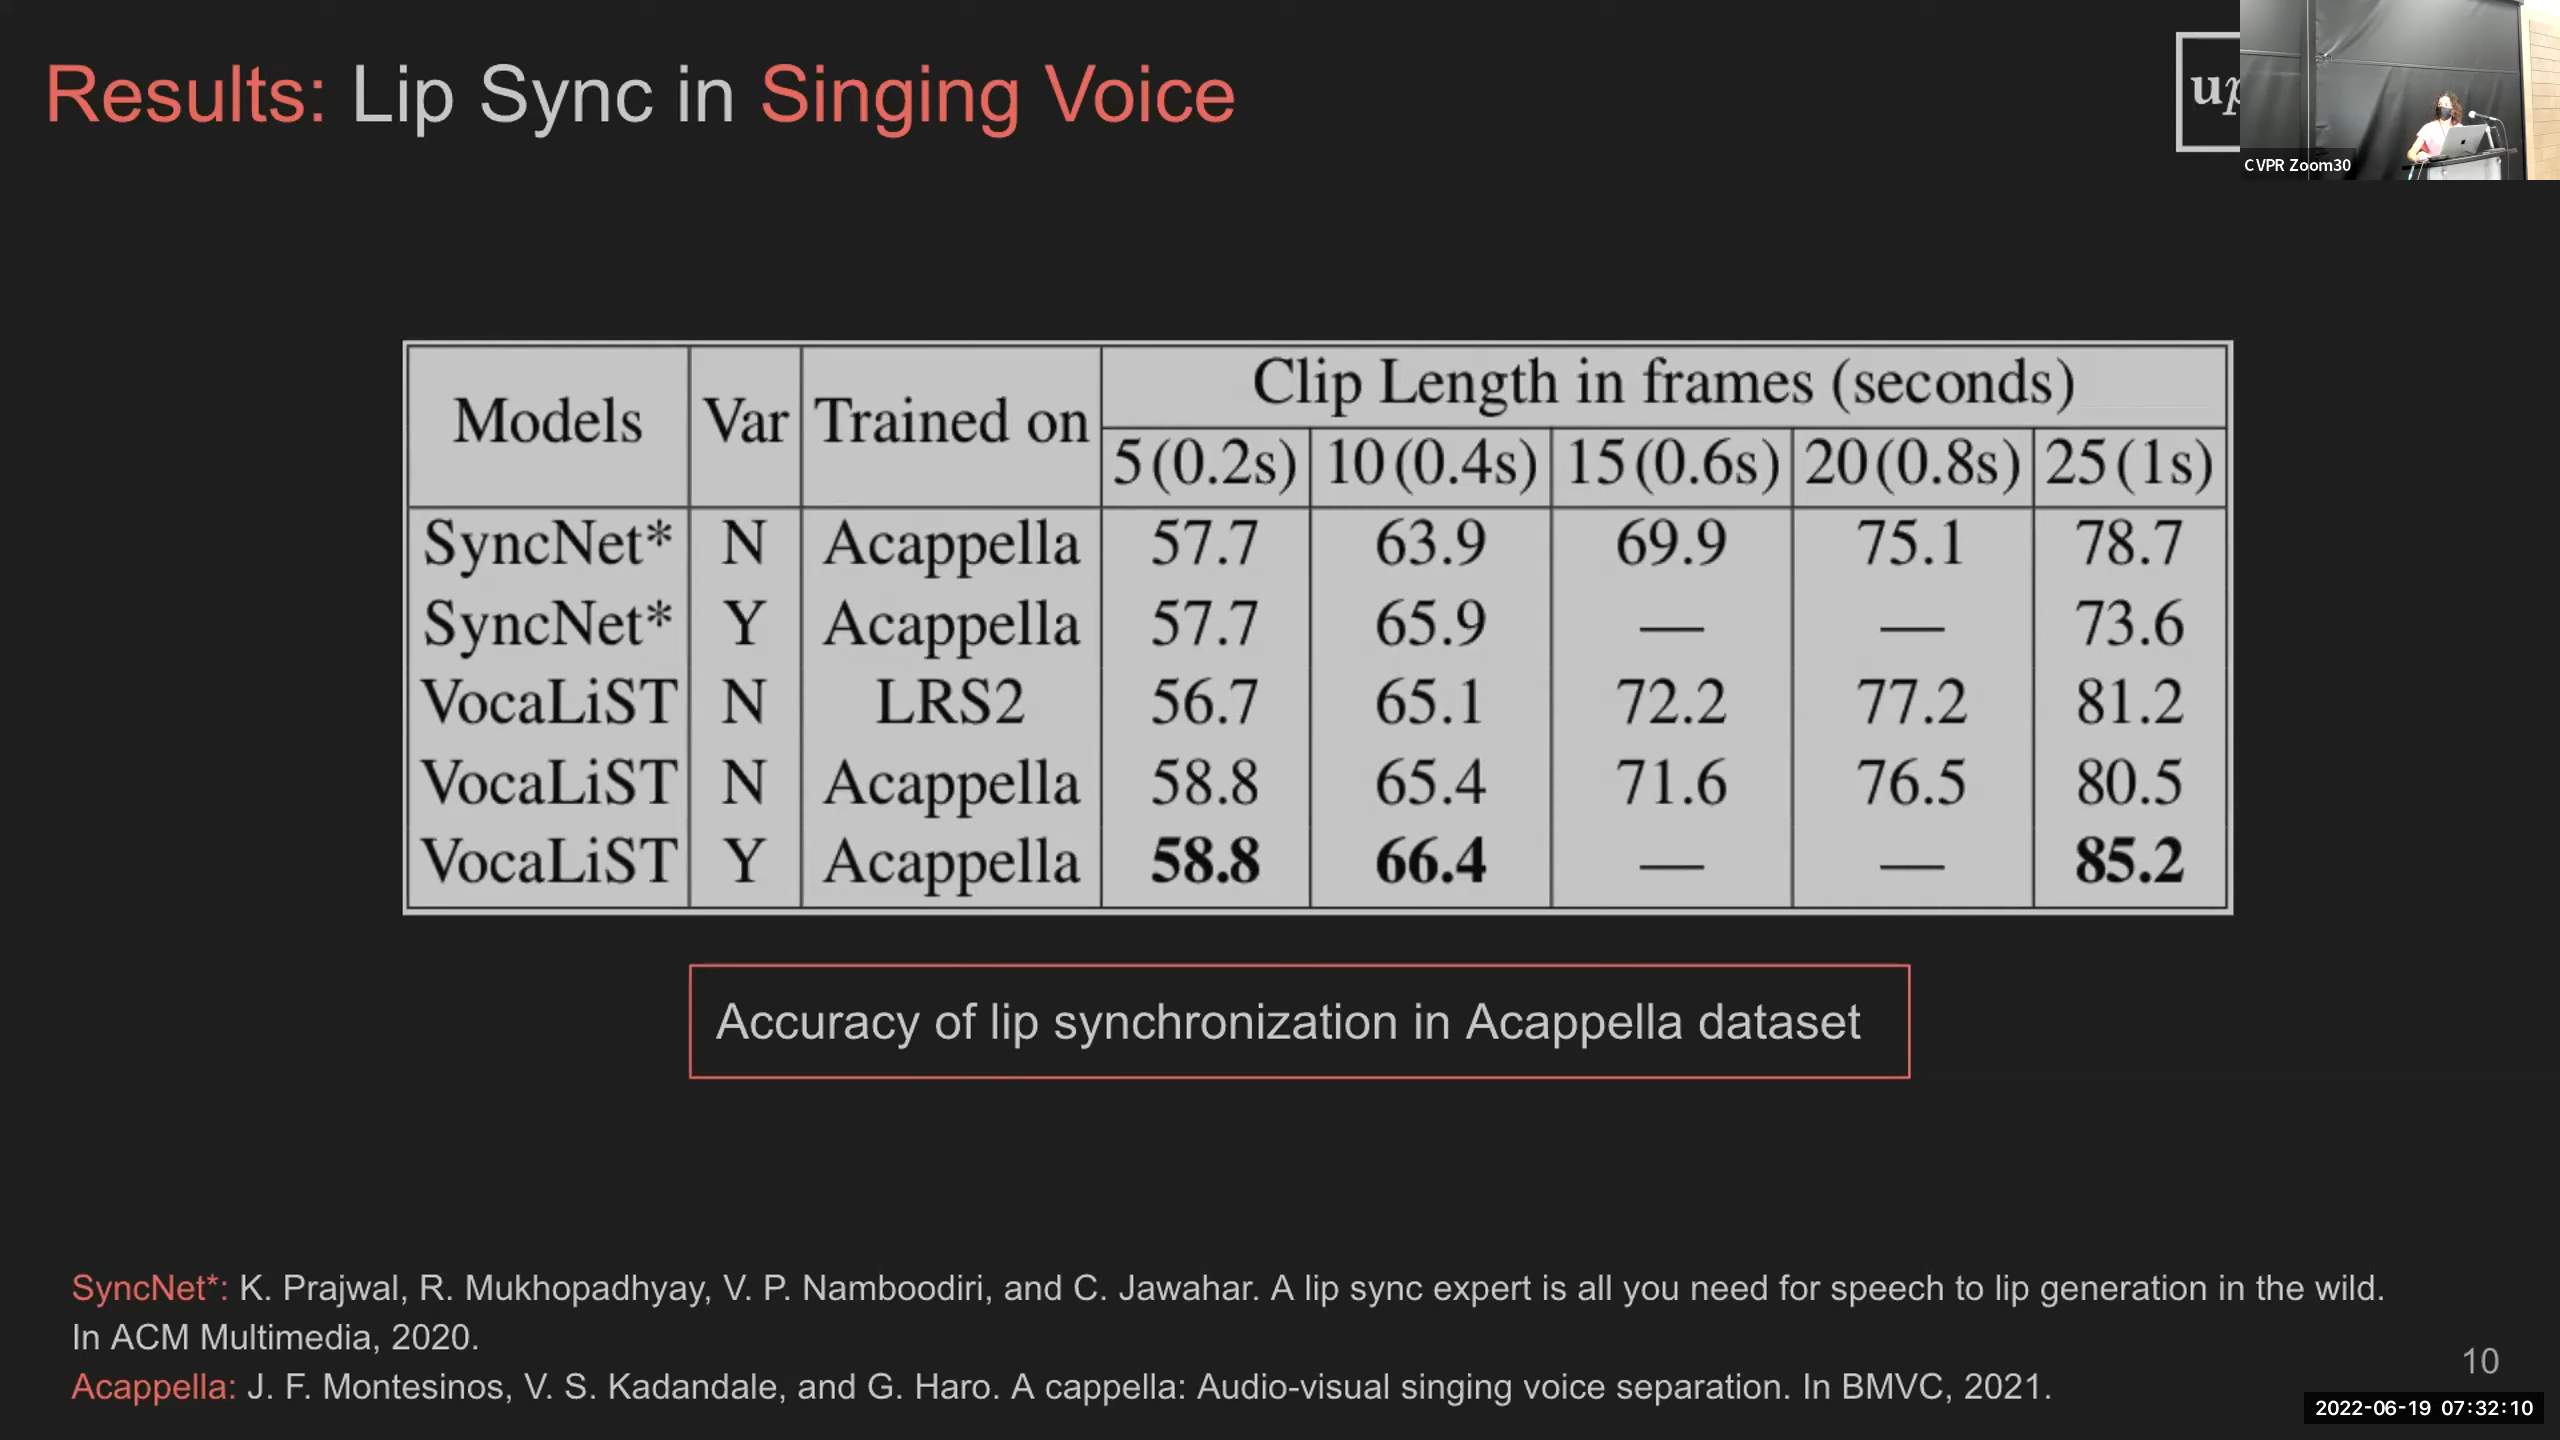 Results: Lip Sync in Singing Voice
CVPR Zoom30
Models Var Trained on Clip Length in frames (seconds)
5 (0.2s) 10 (0.4s) 15 (0.6s) 20 (0.8s) 25 (1s)
SyncNet* N Acappella 57.7 63.9 69.9 75.1 78.7
SyncNet* Y Acappella 57.7 65.9 — — 73.6
VocaLiST N LRS2 56.7 65.1 72.2 77.2 81.2
VocaLiST N Acappella 58.8 65.4 71.6 76.5 80.5
VocaLiST Y Acappella 58.8 66.4 — — 85.2
Accuracy of lip synchronization in Acappella dataset
SyncNet*: K. Prajwal, R. Mukhopadhyay, V. P. Namboodiri, and C. Jawahar. A lip sync expert is all you need for speech to lip generation in the wild.
In ACM Multimedia, 2020.
Acappella: J. F. Montesinos, V. S. Kadandale, and G. Haro. A cappella: Audio-visual singing voice separation. In BMVC, 2021.
10
2022-06-19 07:32:10